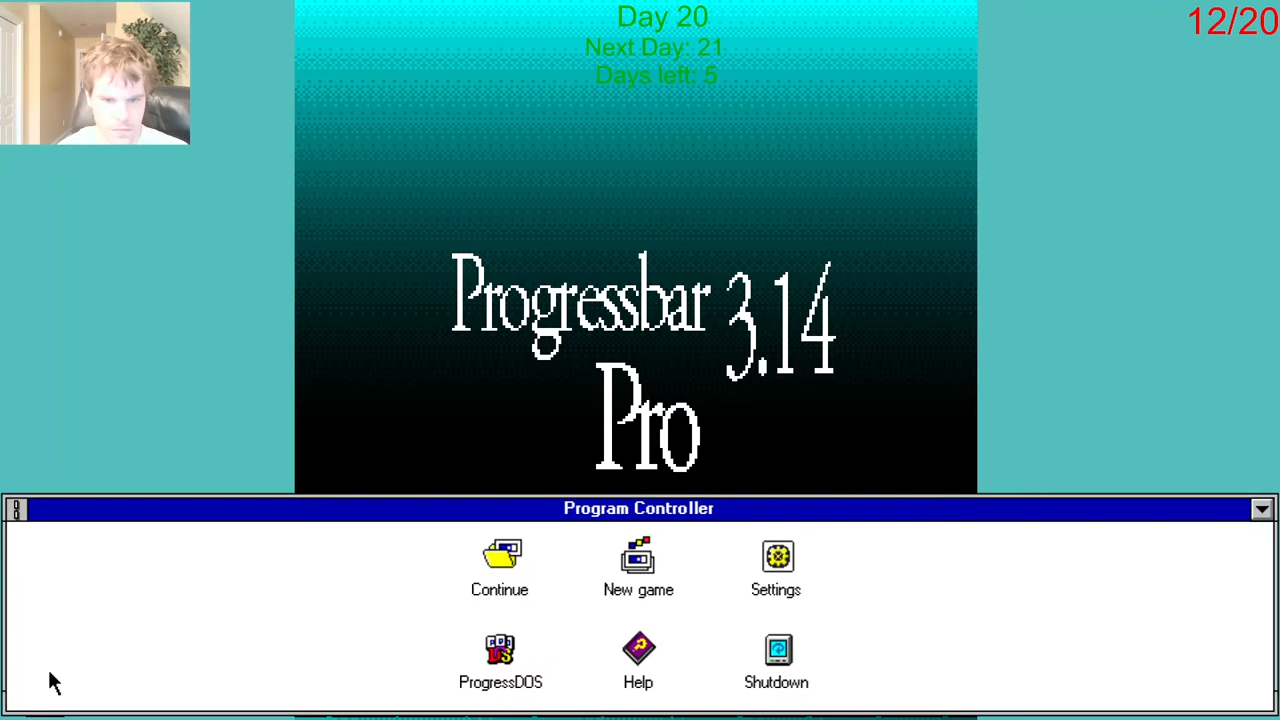 Day 20
Next Day: 21
Days left: 5
12/20
Progressbar 3.14
Pro
Program Controller
Continue
New game
Settings
ProgressDOS
Help
Shutdown